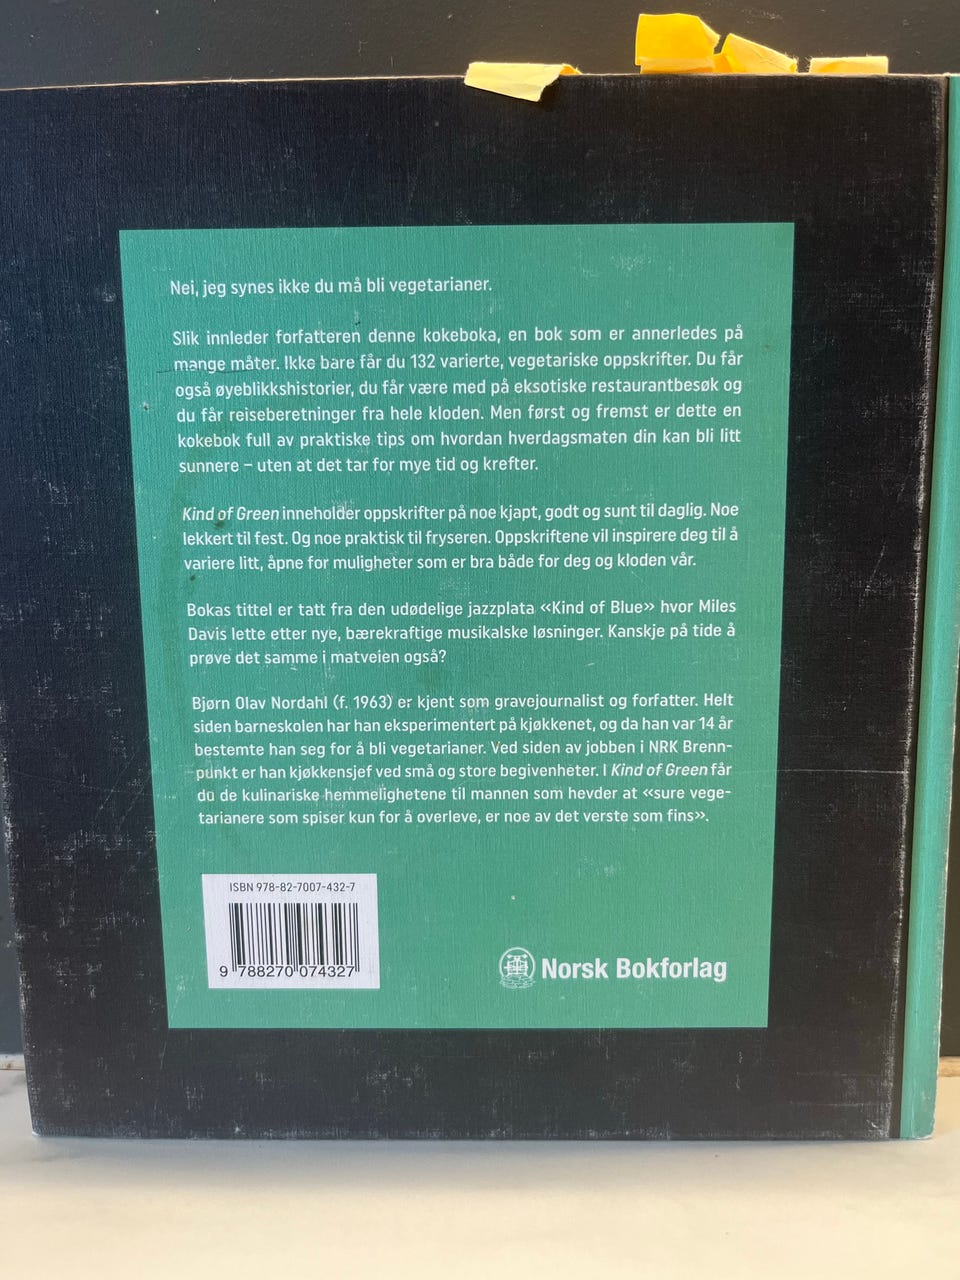 Nei, jeg synes ikke du må bli vegetarianer.
Slik innleder forfatteren denne kokeboka, en bok som er annerledes på
mange måter. Ikke bare får du 132 varierte, vegetariske oppskrifter. Du får
også øyeblikkshistorier, du får være med på eksotiske restaurantbesøk og
du får reiseberetninger fra hele kloden. Men først og fremst er dette en
kokebok full av praktiske tips om hvordan hverdagsmaten din kan bli litt
sunnere – uten at det tar for mye tid og krefter.
Kind of Green inneholder oppskrifter på noe kjapt, godt og sunt til daglig. Noe
lekkert til fest. Og noe praktisk til fryseren. Oppskriftene vil inspirere deg til å
variere litt, åpne for muligheter som er bra både for deg og kloden vår.
Bokas tittel er tatt fra den udødelige jazzplata «Kind of Blue» hvor Miles
Davis lette etter nye, bærekraftige musikalske løsninger. Kanskje på tide å
prøve det samme i matveien også?
Bjørn Olav Nordahl (f. 1963) er kjent som gravejournalist og forfatter. Helt
siden barneskolen har han eksperimentert på kjøkkenet, og da han var 14 år
bestemte han seg for å bli vegetarianer. Ved siden av jobben i NRK Brenn-
punkt er han kjøkkensjef ved små og store begivenheter. I Kind of Green får
du de kulinariske hemmelighetene til mannen som hevder at «sure vege-
tarianere som spiser kun for å overleve, er noe av det verste som fins».
ISBN 978-82-7007-432-7
9 788270 074327
Norsk Bokforlag